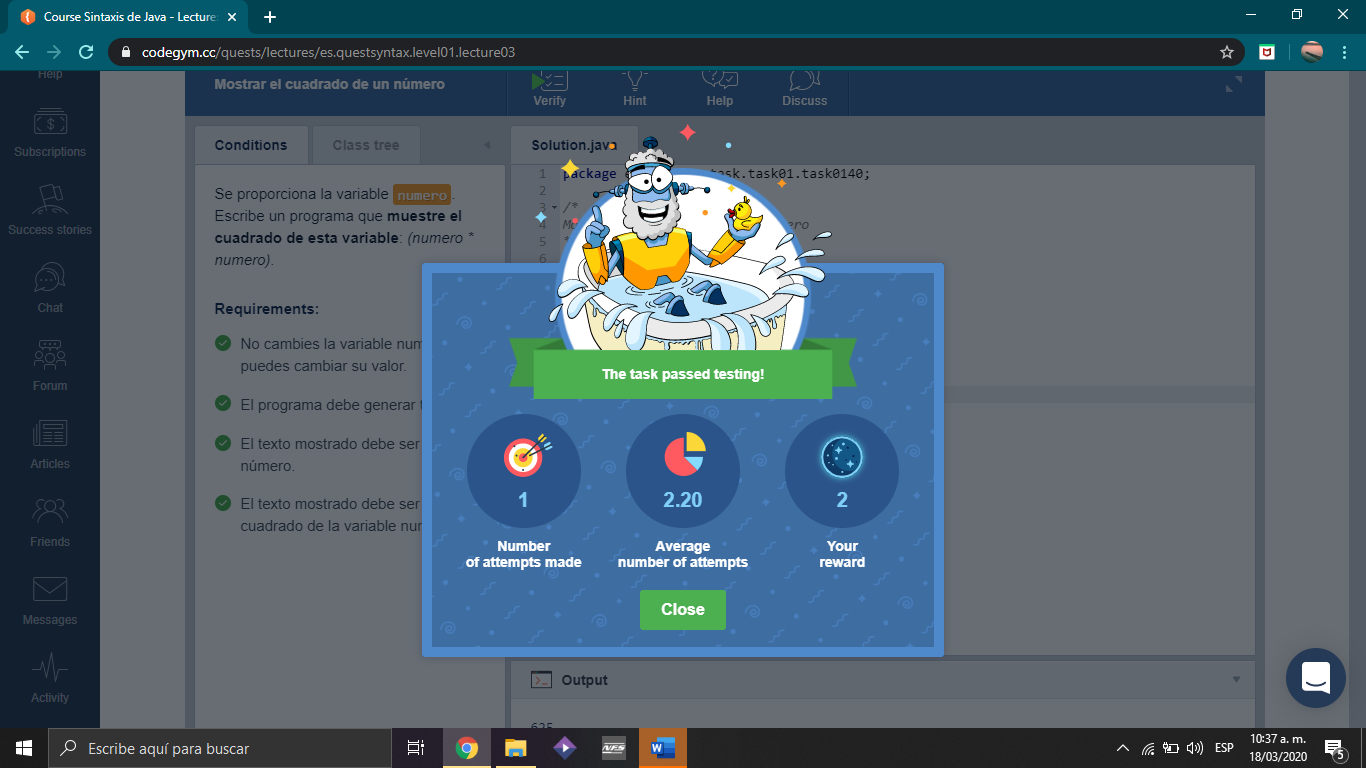 Course Sintaxis de Java - Lecture:
codegym.cc/quests/lectures/es.questsyntax.level01.lecture03
Help
Subscriptions
Success stories
Chat
Forum
Articles
Friends
Messages
Activity
Mostrar el cuadrado de un número
Verify
Hint
Help
Discuss
Conditions
Class tree
Se proporciona la variable numero.
Escribe un programa que muestre el
cuadrado de esta variable: (numero *
numero).
Requirements:
No cambies la variable
puedes cambiar su valor.
El programa debe generar
El texto mostrado debe ser
número.
El texto mostrado debe ser
cuadrado de la variable
Solution.java
1 package task.task01.task0140;
2
3 /*
4
5
6
The task passed testing!
1
Number
of attempts made
2.20
Average
number of attempts
2
Your
reward
Close
Output
625
Escribe aquí para buscar
ESP
10:37 a. m.
18/03/2020
5